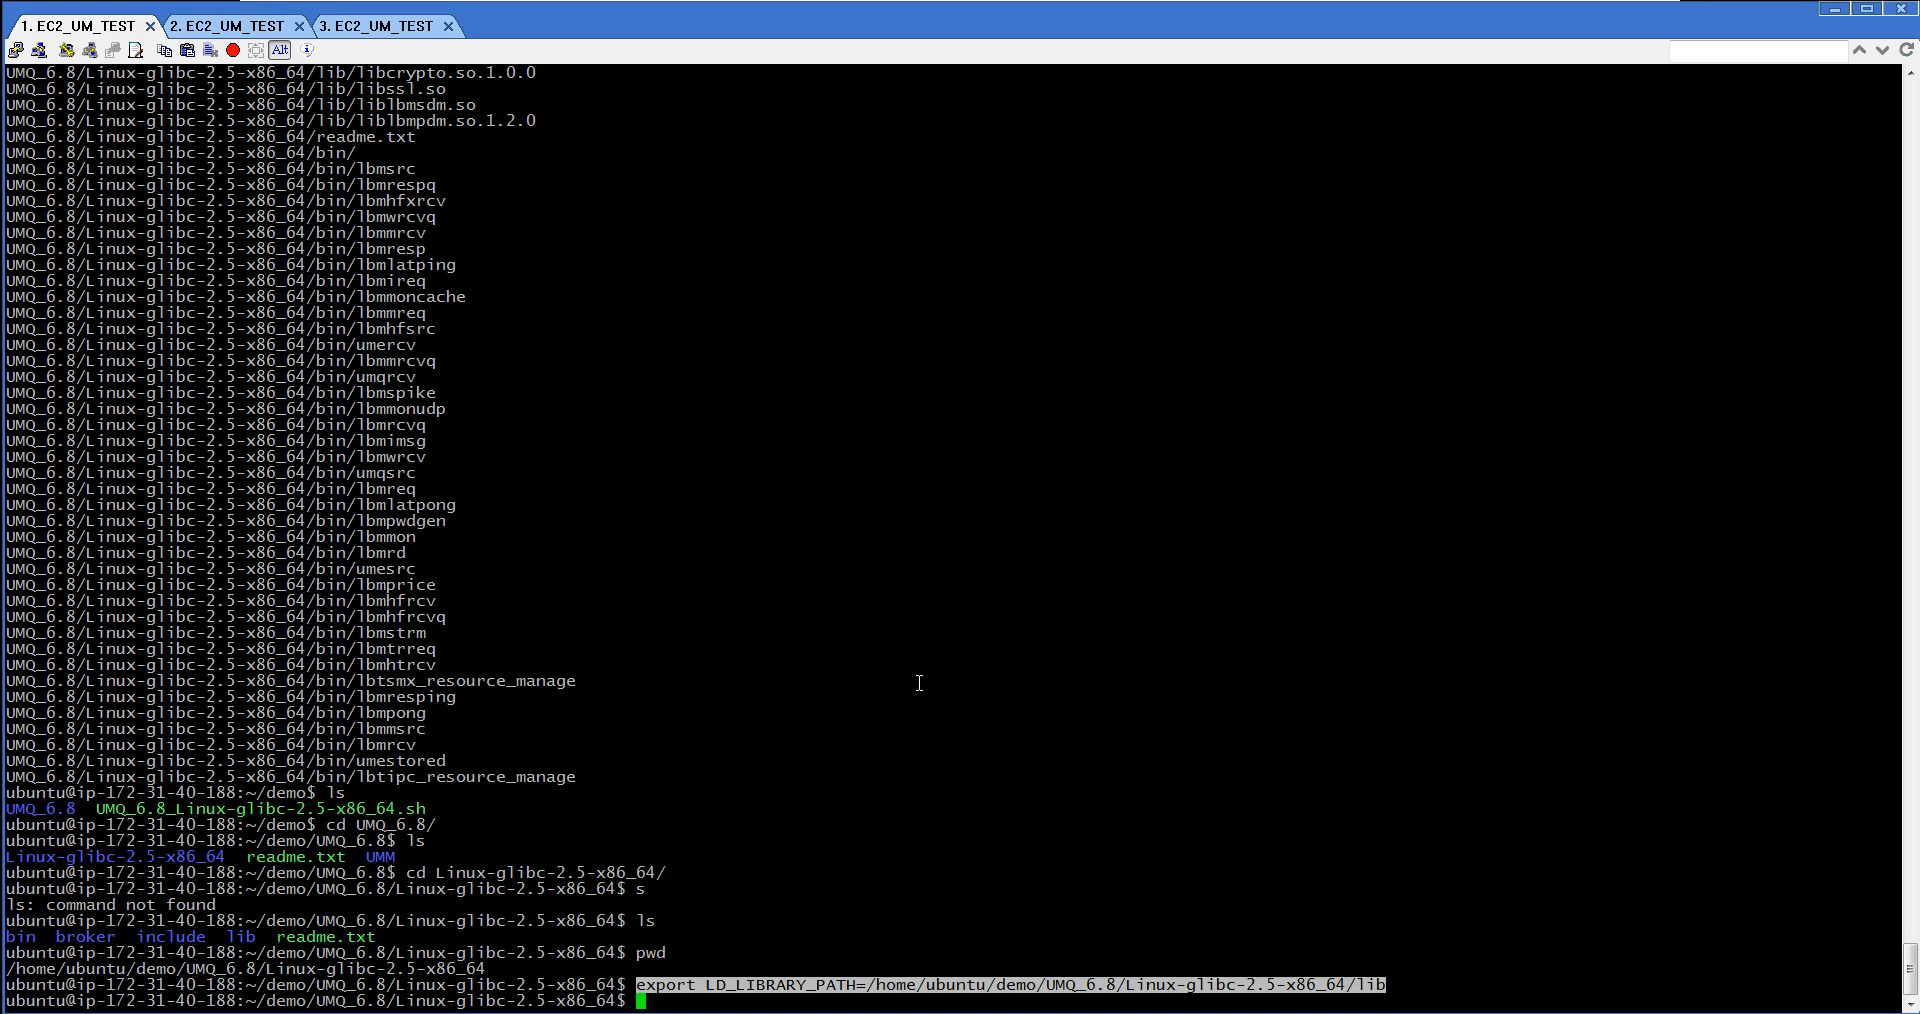 1. EC2_UM_TEST
2. EC2_UM_TEST
3. EC2_UM_TEST
Alt
UMQ_6.8/Linux-glibc-2.5-x86_64/lib/libcrypto.so.1.0.0
UMQ_6.8/Linux-glibc-2.5-x86_64/lib/libssl.so
UMQ_6.8/Linux-glibc-2.5-x86_64/lib/liblbmsdm.so
UMQ_6.8/Linux-glibc-2.5-x86_64/lib/liblbmpdm.so.1.2.0
UMQ_6.8/Linux-glibc-2.5-x86_64/readme.txt
UMQ_6.8/Linux-glibc-2.5-x86_64/bin/
UMQ_6.8/Linux-glibc-2.5-x86_64/bin/lbmsrc
UMQ_6.8/Linux-glibc-2.5-x86_64/bin/lbmrespq
UMQ_6.8/Linux-glibc-2.5-x86_64/bin/lbmhfxrcv
UMQ_6.8/Linux-glibc-2.5-x86_64/bin/lbmwrcvq
UMQ_6.8/Linux-glibc-2.5-x86_64/bin/lbmmrcv
UMQ_6.8/Linux-glibc-2.5-x86_64/bin/lbmresp
UMQ_6.8/Linux-glibc-2.5-x86_64/bin/lbmlatping
UMQ_6.8/Linux-glibc-2.5-x86_64/bin/lbmireq
UMQ_6.8/Linux-glibc-2.5-x86_64/bin/lbmmoncache
UMQ_6.8/Linux-glibc-2.5-x86_64/bin/lbmmreq
UMQ_6.8/Linux-glibc-2.5-x86_64/bin/lbmhfsrc
UMQ_6.8/Linux-glibc-2.5-x86_64/bin/umercv
UMQ_6.8/Linux-glibc-2.5-x86_64/bin/lbmmrcvq
UMQ_6.8/Linux-glibc-2.5-x86_64/bin/umqrcv
UMQ_6.8/Linux-glibc-2.5-x86_64/bin/lbmspike
UMQ_6.8/Linux-glibc-2.5-x86_64/bin/lbmmonudp
UMQ_6.8/Linux-glibc-2.5-x86_64/bin/lbmrcvq
UMQ_6.8/Linux-glibc-2.5-x86_64/bin/lbmimsg
UMQ_6.8/Linux-glibc-2.5-x86_64/bin/lbmwrcv
UMQ_6.8/Linux-glibc-2.5-x86_64/bin/umqsrc
UMQ_6.8/Linux-glibc-2.5-x86_64/bin/lbmreq
UMQ_6.8/Linux-glibc-2.5-x86_64/bin/lbmlatpong
UMQ_6.8/Linux-glibc-2.5-x86_64/bin/lbmpwdgen
UMQ_6.8/Linux-glibc-2.5-x86_64/bin/lbmmon
UMQ_6.8/Linux-glibc-2.5-x86_64/bin/lbmrd
UMQ_6.8/Linux-glibc-2.5-x86_64/bin/umesrc
UMQ_6.8/Linux-glibc-2.5-x86_64/bin/lbmprice
UMQ_6.8/Linux-glibc-2.5-x86_64/bin/lbmhfrcv
UMQ_6.8/Linux-glibc-2.5-x86_64/bin/lbmhfrcvq
UMQ_6.8/Linux-glibc-2.5-x86_64/bin/lbmstrm
UMQ_6.8/Linux-glibc-2.5-x86_64/bin/lbmtrreq
UMQ_6.8/Linux-glibc-2.5-x86_64/bin/lbmhtrcv
UMQ_6.8/Linux-glibc-2.5-x86_64/bin/lbtsmx_resource_manage
UMQ_6.8/Linux-glibc-2.5-x86_64/bin/lbmresping
UMQ_6.8/Linux-glibc-2.5-x86_64/bin/lbmpong
UMQ_6.8/Linux-glibc-2.5-x86_64/bin/lbmmsrc
UMQ_6.8/Linux-glibc-2.5-x86_64/bin/lbmrcv
UMQ_6.8/Linux-glibc-2.5-x86_64/bin/umestored
UMQ_6.8/Linux-glibc-2.5-x86_64/bin/lbtipc_resource_manage
ubuntu@ip-172-31-40-188:~/demo$ ls
UMQ_6.8  UMQ_6.8_Linux-glibc-2.5-x86_64.sh
ubuntu@ip-172-31-40-188:~/demo$ cd UMQ_6.8/
ubuntu@ip-172-31-40-188:~/demo/UMQ_6.8$ ls
Linux-glibc-2.5-x86_64  readme.txt  UMM
ubuntu@ip-172-31-40-188:~/demo/UMQ_6.8$ cd Linux-glibc-2.5-x86_64/
ubuntu@ip-172-31-40-188:~/demo/UMQ_6.8/Linux-glibc-2.5-x86_64$ s
ls: command not found
ubuntu@ip-172-31-40-188:~/demo/UMQ_6.8/Linux-glibc-2.5-x86_64$ ls
bin  broker  include  lib  readme.txt
ubuntu@ip-172-31-40-188:~/demo/UMQ_6.8/Linux-glibc-2.5-x86_64$ pwd
/home/ubuntu/demo/UMQ_6.8/Linux-glibc-2.5-x86_64
ubuntu@ip-172-31-40-188:~/demo/UMQ_6.8/Linux-glibc-2.5-x86_64$ export LD_LIBRARY_PATH=/home/ubuntu/demo/UMQ_6.8/Linux-glibc-2.5-x86_64/lib
ubuntu@ip-172-31-40-188:~/demo/UMQ_6.8/Linux-glibc-2.5-x86_64$